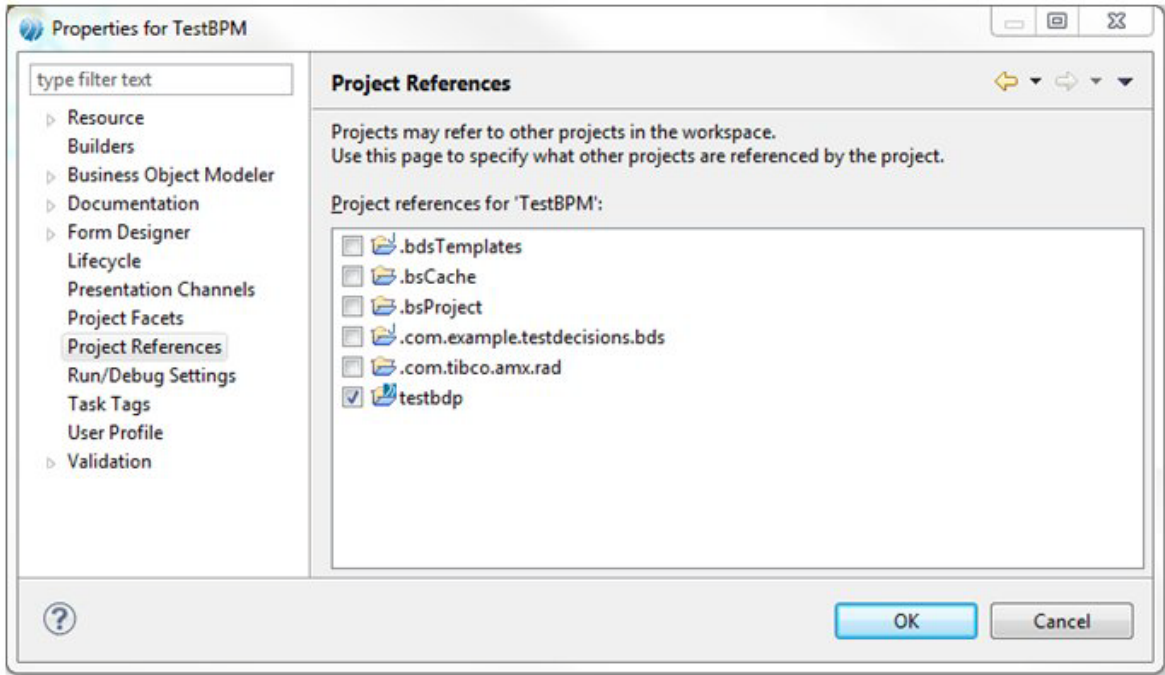 Properties for TestBPM
type filter text
Resource
Builders
Business Object Modeler
Documentation
Form Designer
Lifecycle
Presentation Channels
Project Facets
Project References
Run/Debug Settings
Task Tags
User Profile
Validation
Project References
Projects may refer to other projects in the workspace.
Use this page to specify what other projects are referenced by the project.
Project references for 'TestBPM':
.bdsTemplates
.bsCache
.bsProject
.com.example.testdecisions.bds
.com.tibco.amx.rad
testbdp
?
OK
Cancel